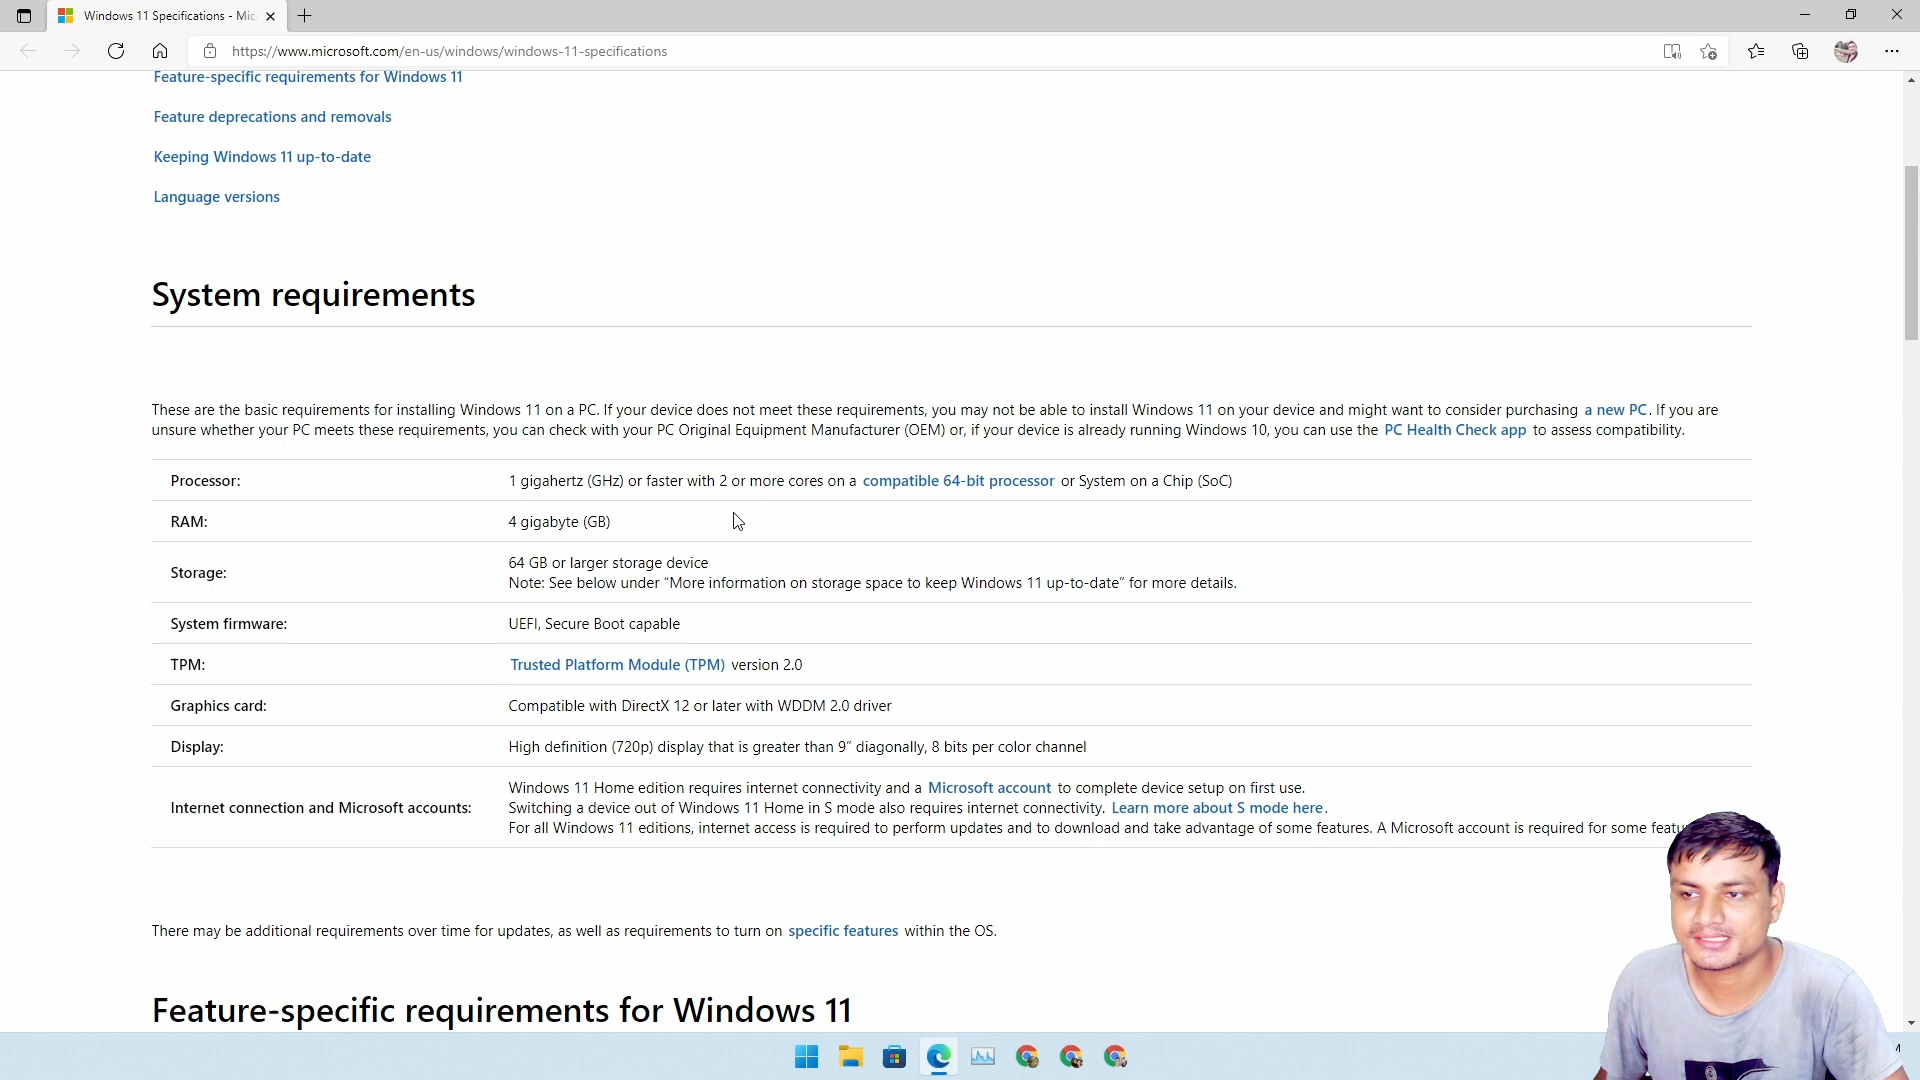 Windows 11 Specifications - Mic
https://www.microsoft.com/en-us/windows/windows-11-specifications
Feature-specific requirements for Windows 11
Feature deprecations and removals
Keeping Windows 11 up-to-date
Language versions
System requirements
These are the basic requirements for installing Windows 11 on a PC. If your device does not meet these requirements, you may not be able to install Windows 11 on your device and might want to consider purchasing a new PC. If you are
unsure whether your PC meets these requirements, you can check with your PC Original Equipment Manufacturer (OEM) or, if your device is already running Windows 10, you can use the PC Health Check app to assess compatibility.
Processor: 1 gigahertz (GHz) or faster with 2 or more cores on a compatible 64-bit processor or System on a Chip (SoC)
RAM: 4 gigabyte (GB)
64 GB or larger storage device
Storage:
Note: See below under “More information on storage space to keep Windows 11 up-to-date” for more details.
System firmware: UEFI, Secure Boot capable
TPM: Trusted Platform Module (TPM) version 2.0
Graphics card: Compatible with DirectX 12 or later with WDDM 2.0 driver
Display: High definition (720p) display that is greater than 9” diagonally, 8 bits per color channel
Windows 11 Home edition requires internet connectivity and a Microsoft account to complete device setup on first use.
Internet connection and Microsoft accounts: Switching a device out of Windows 11 Home in S mode also requires internet connectivity. Learn more about S mode here.
For all Windows 11 editions, internet access is required to perform updates and to download and take advantage of some features. A Microsoft account is required for some featu
There may be additional requirements over time for updates, as well as requirements to turn on specific features within the OS.
Feature-specific requirements for Windows 11